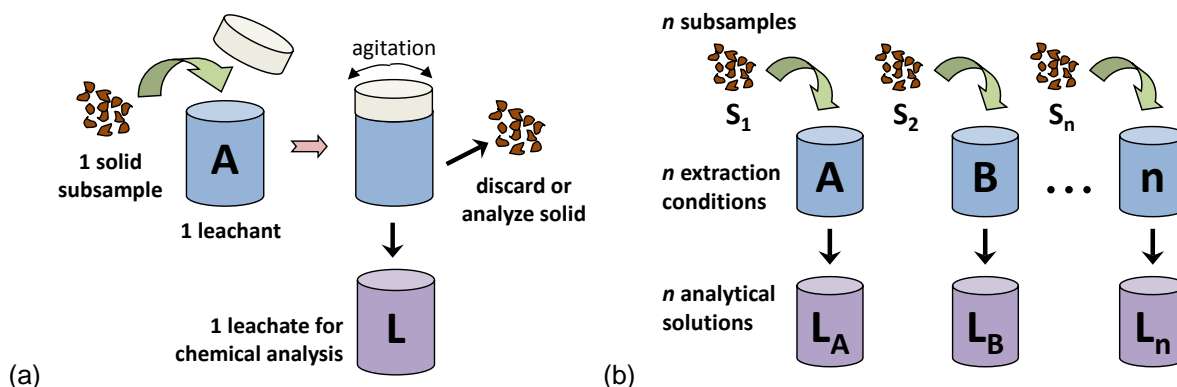 agitation
A
1 solid
subsample
1 leachant
discard or
analyze solid
L
1 leachate for
chemical analysis
(a)
n subsamples
S1
S2
Sn
A
B
...
n
n extraction
conditions
n analytical
solutions
LA
LB
Ln
(b)